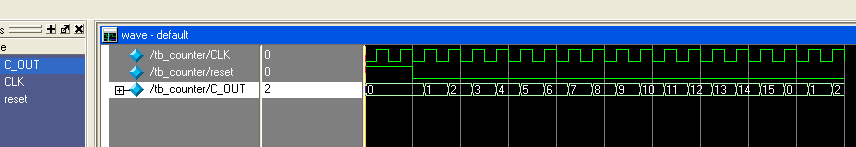 s
wave - default
e
C_OUT
CLK
reset
/tb_counter/CLK 0
/tb_counter/reset 0
/tb_counter/C_OUT 2 0 1 2 3 4 5 6 7 8 9 10 11 12 13 14 15 0 1 2